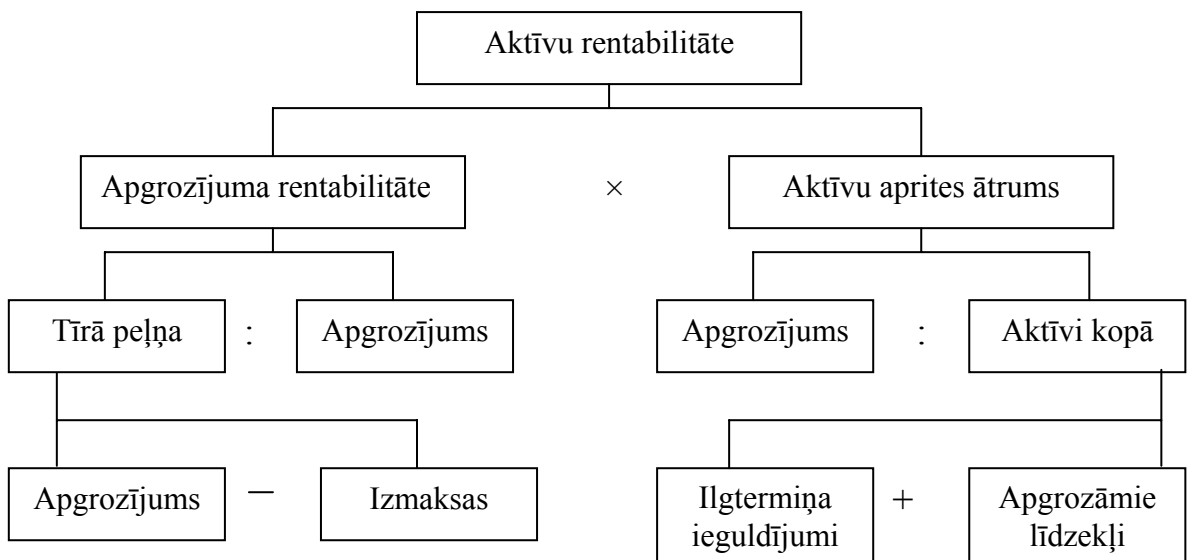 Aktīvu rentabilitāte
Apgrozījuma rentabilitāte × Aktīvu aprites ātrums
Tīrā peļņa : Apgrozījums Apgrozījums : Aktīvi kopā
Apgrozījums – Izmaksas Ilgtermiņa ieguldījumi + Apgrozāmie līdzekļi